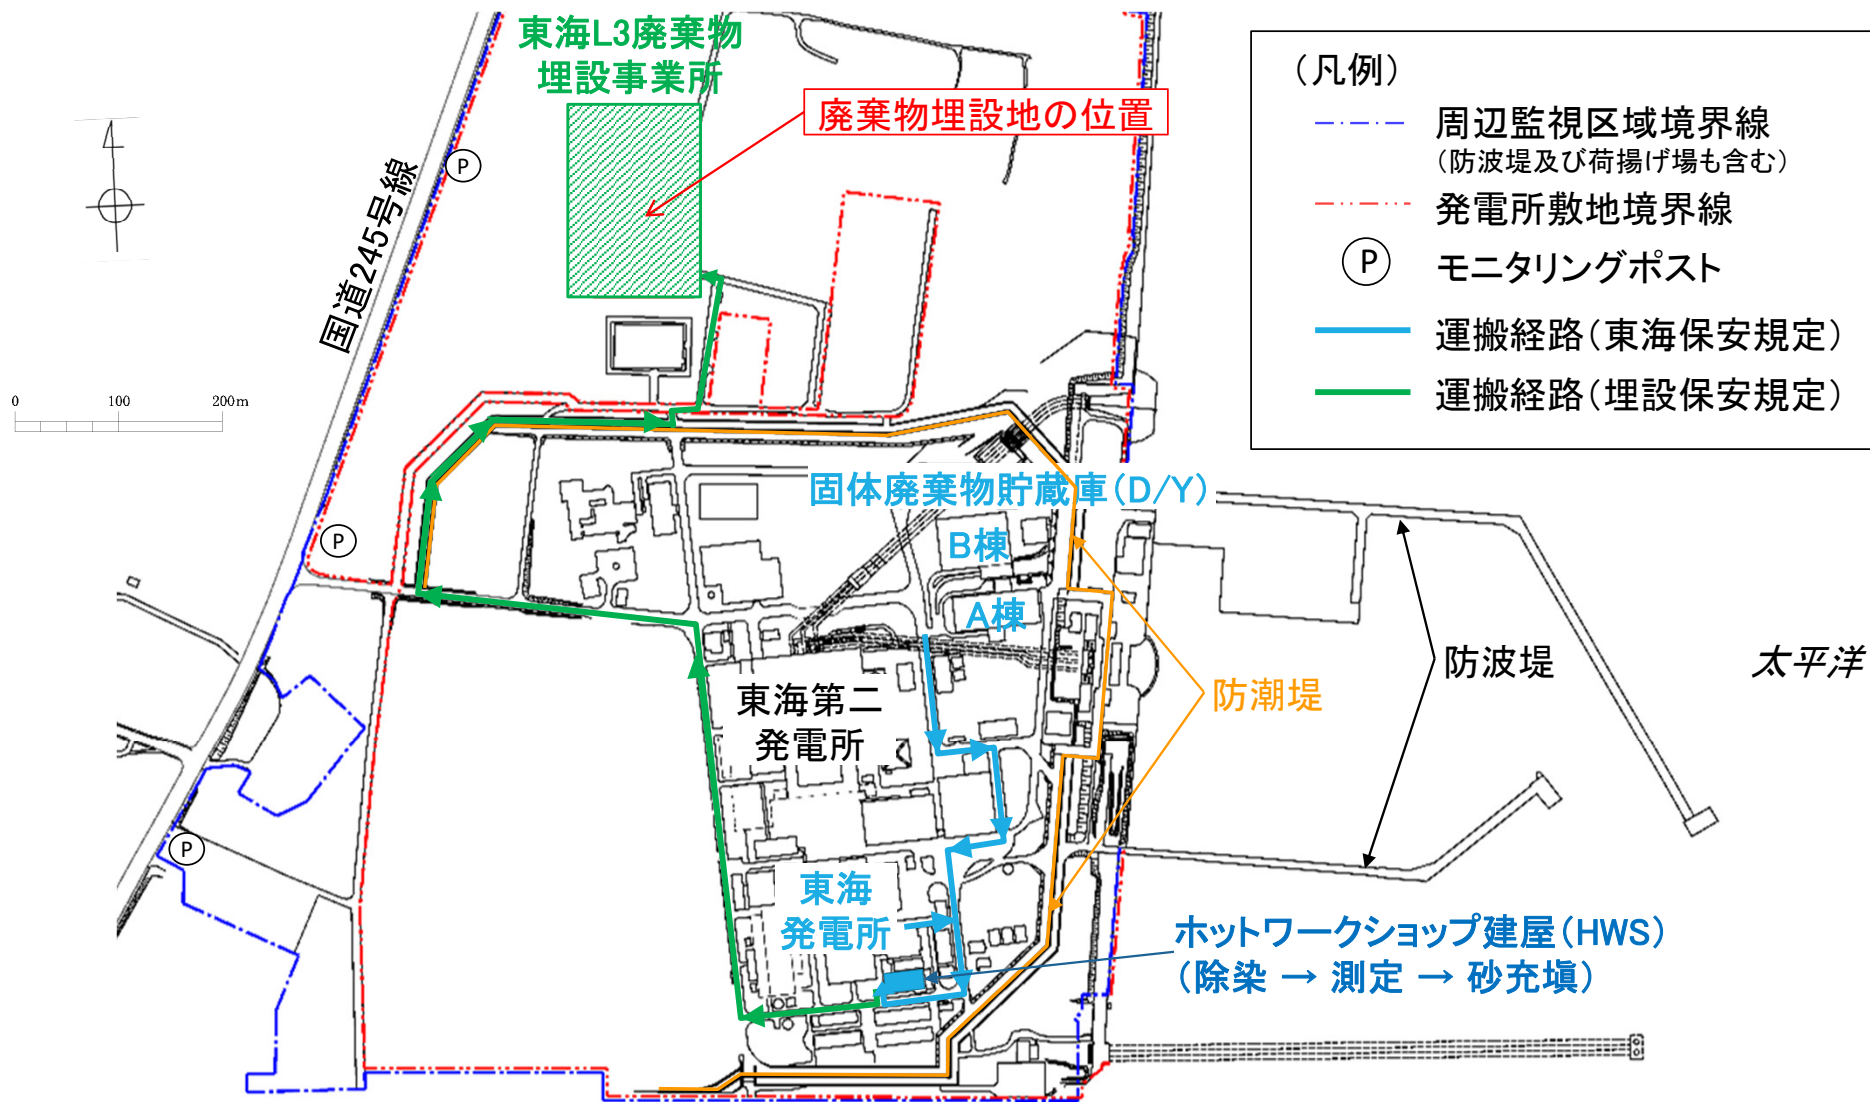 東海L3廃棄物
埋設事業所
廃棄物埋設地の位置
（凡例）
周辺監視区域境界線
（防波堤及び荷揚げ場も含む）
発電所敷地境界線
P モニタリングポスト
運搬経路（東海保安規定）
運搬経路（埋設保安規定）
国道245号線
P
0 100 200m
固体廃棄物貯蔵庫（D/Y）
B棟
A棟
P
防潮堤
防波堤
太平洋
東海第二
発電所
P
東海
発電所
ホットワークショップ建屋（HWS）
（除染 → 測定 → 砂充塡）